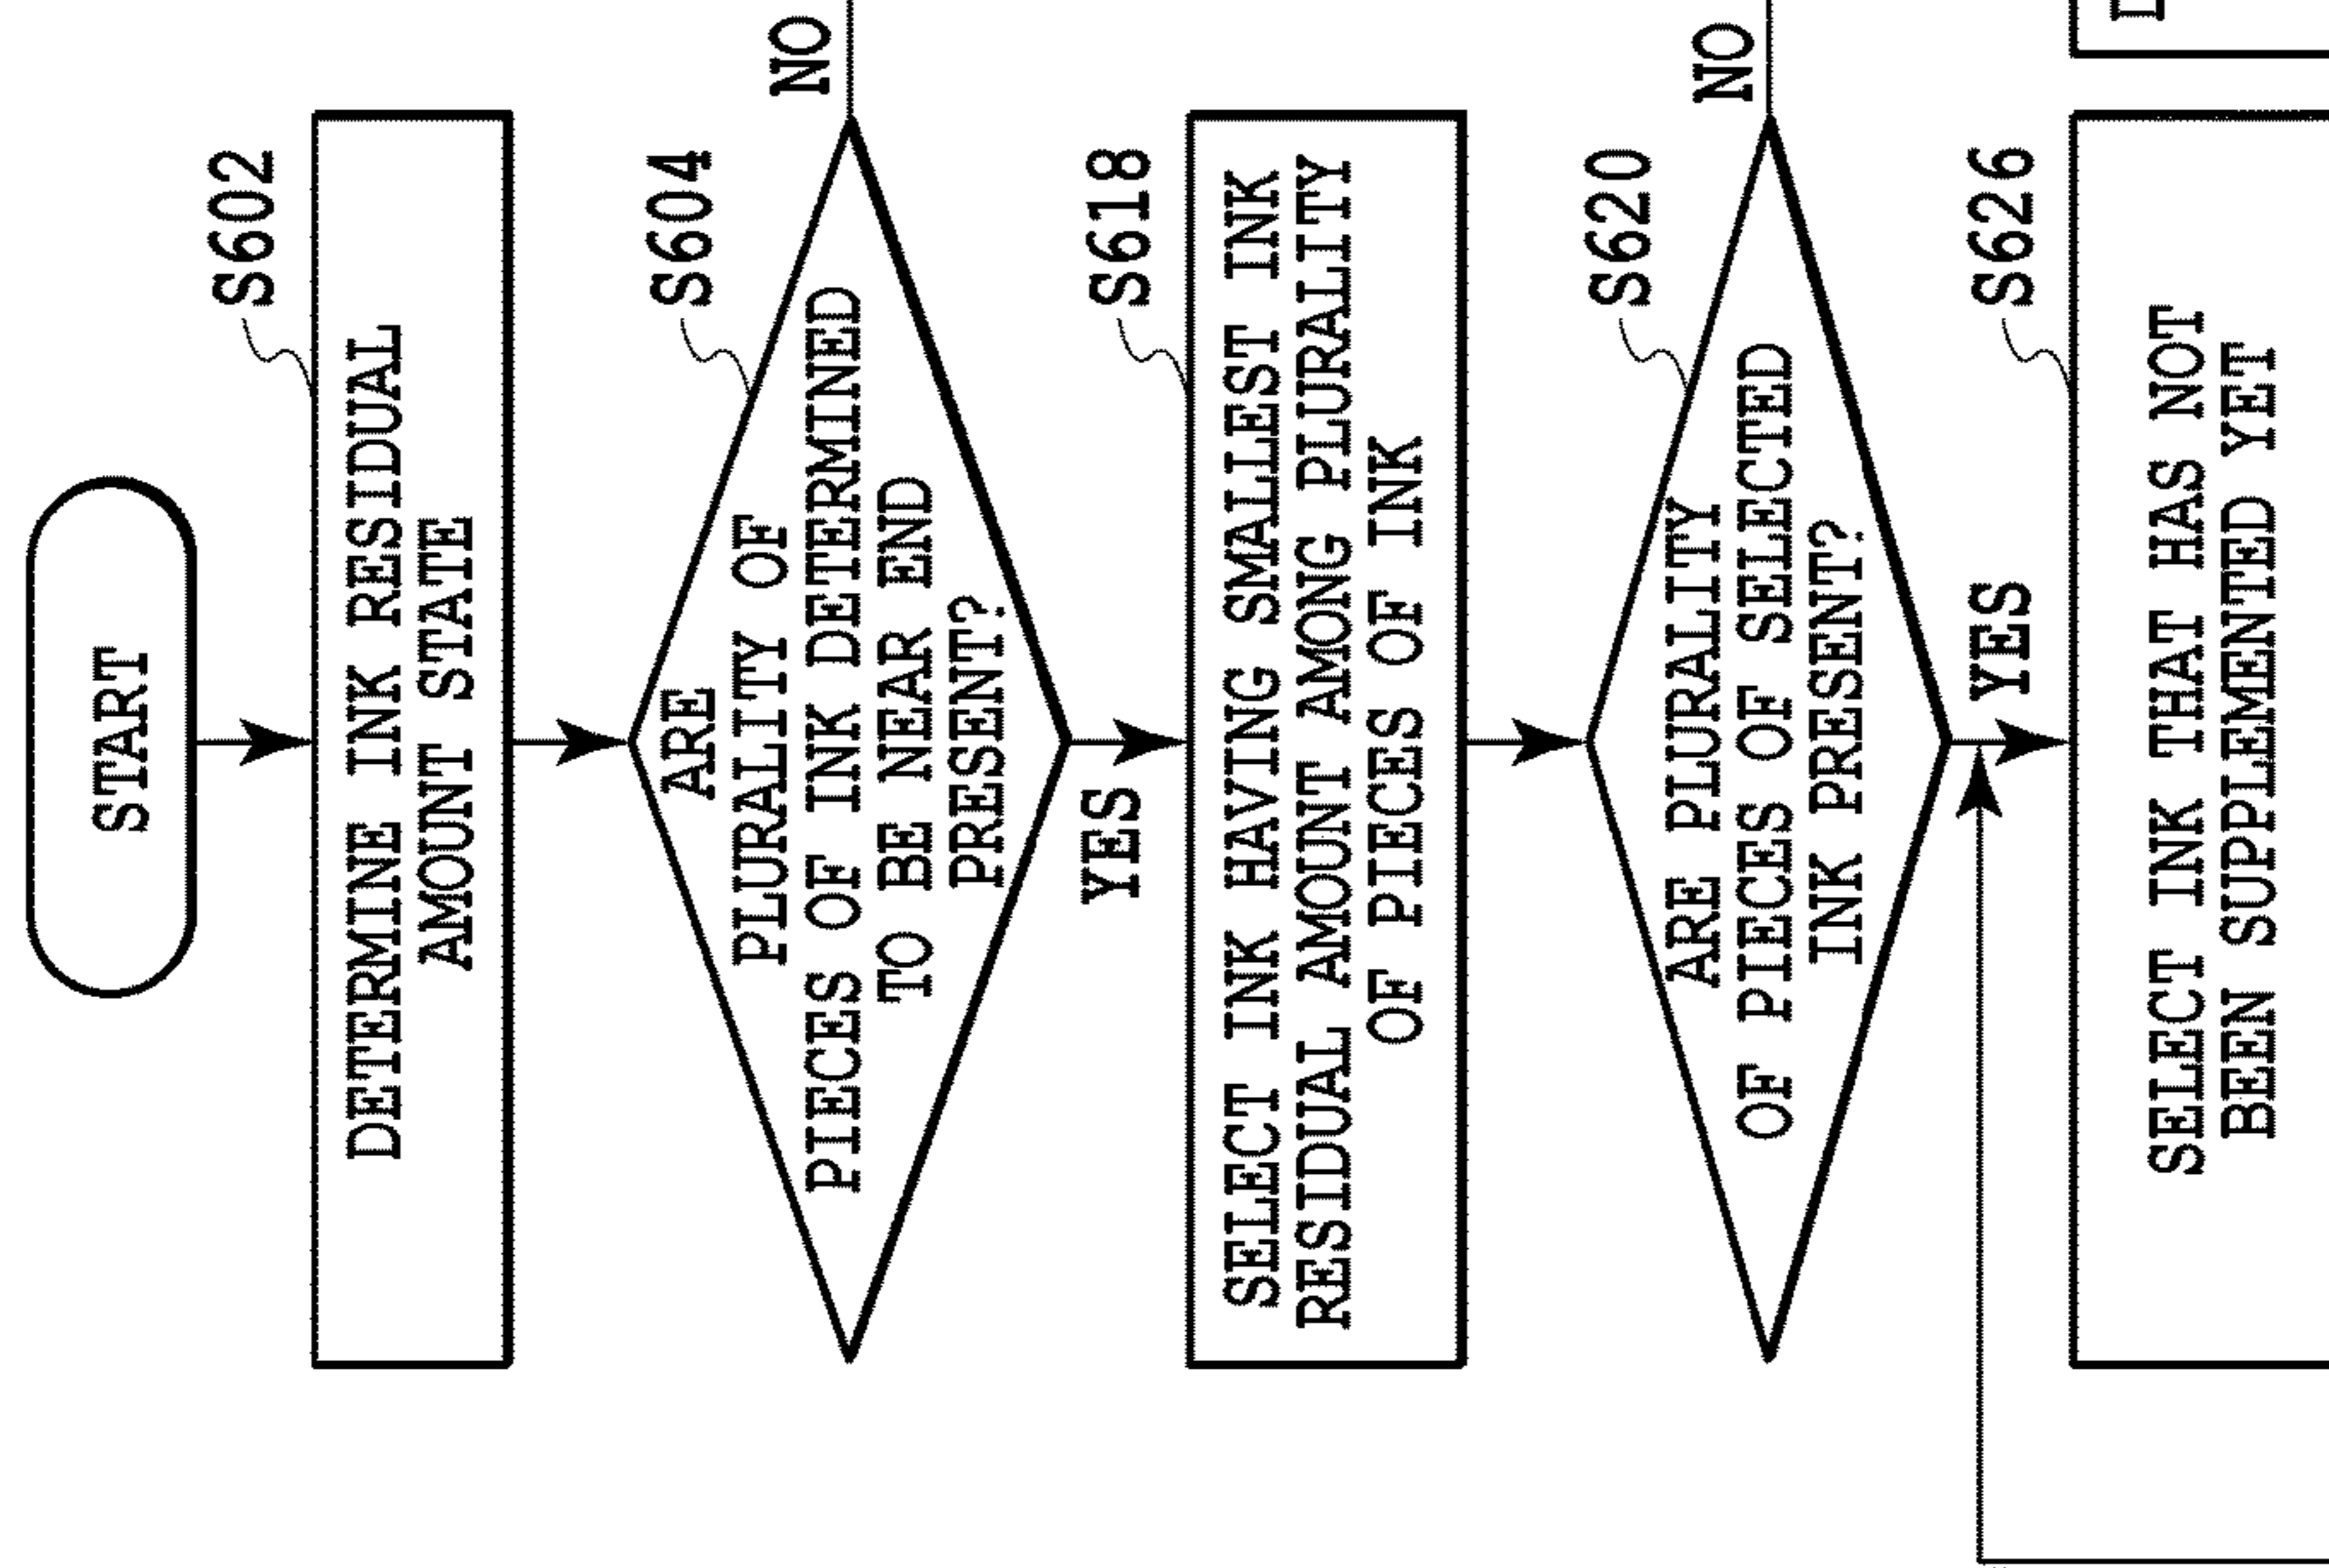 START
S602
DETERMINE INK RESIDUAL
AMOUNT STATE
S604
ARE
PLURALITY OF
PIECES OF INK DETERMINED
TO BE NEAR END
PRESENT?
NO
YES
S618
SELECT INK HAVING SMALLEST INK
RESIDUAL AMOUNT AMONG PLURALITY
OF PIECES OF INK
S620
ARE PLURALITY
OF PIECES OF SELECTED
INK PRESENT?
NO
YES
S626
SELECT INK THAT HAS NOT
BEEN SUPPLEMENTED YET